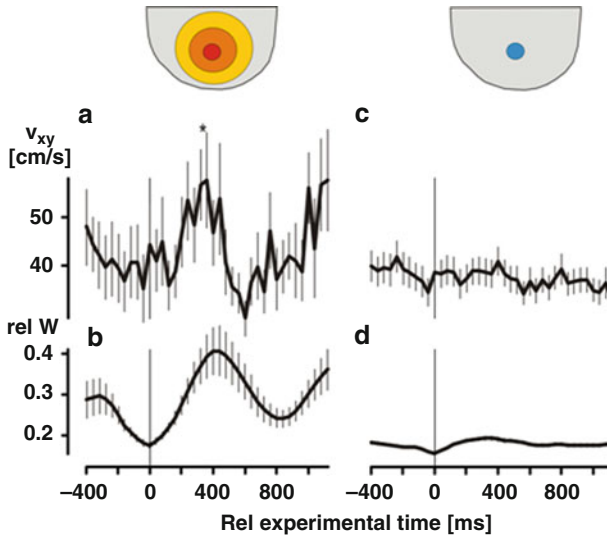 a
c
*
v_xy
[cm/s]
50
40
rel W
b
d
0.4
0.3
0.2
–400 0 400 800
–400 0 400 800
Rel experimental time [ms]